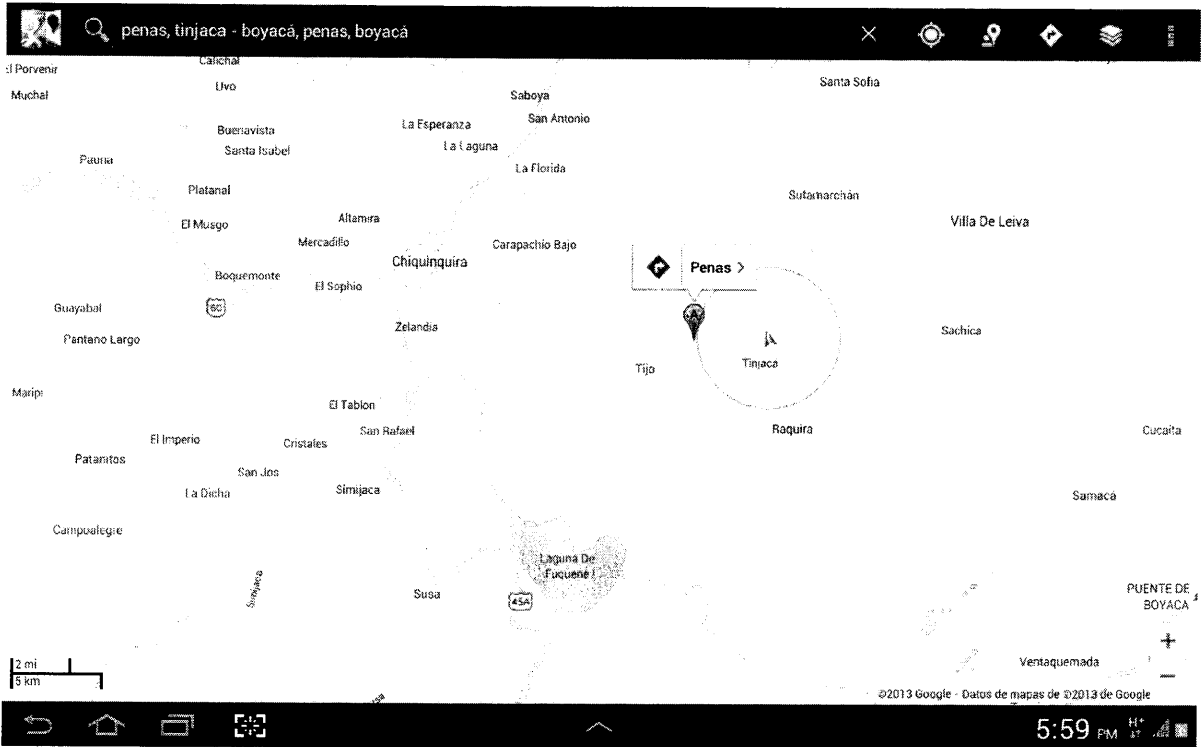 penas, tinjaca - boyacá, penas, boyacá
El Porvenir
Calichal
Muchal
Uvo
Saboya
Santa Sofia
Buenavista
La Esperanza
San Antonio
Santa Isabel
La Laguna
Pauna
La Florida
Platanal
Sutamarchán
El Musgo
Altamira
Villa De Leiva
Mercadillo
Carapachio Bajo
Chiquinquira
Boquemonte
Penas >
El Sophio
Guayabal
60
Zelandia
Sachica
Pantano Largo
Tijo
Tinjacá
Maripi
El Tablon
San Rafael
Raquira
Cucaita
El Imperio
Cristales
Patanitos
San Jos
La Dicha
Simijaca
Samacá
Campoalegre
Laguna De
Fuquene
Simijaca
Susa
45A
PUENTE DE
BOYACA
2 mi
5 km
Ventaquemada
©2013 Google - Datos de mapas de ©2013 de Google
5:59 PM H+